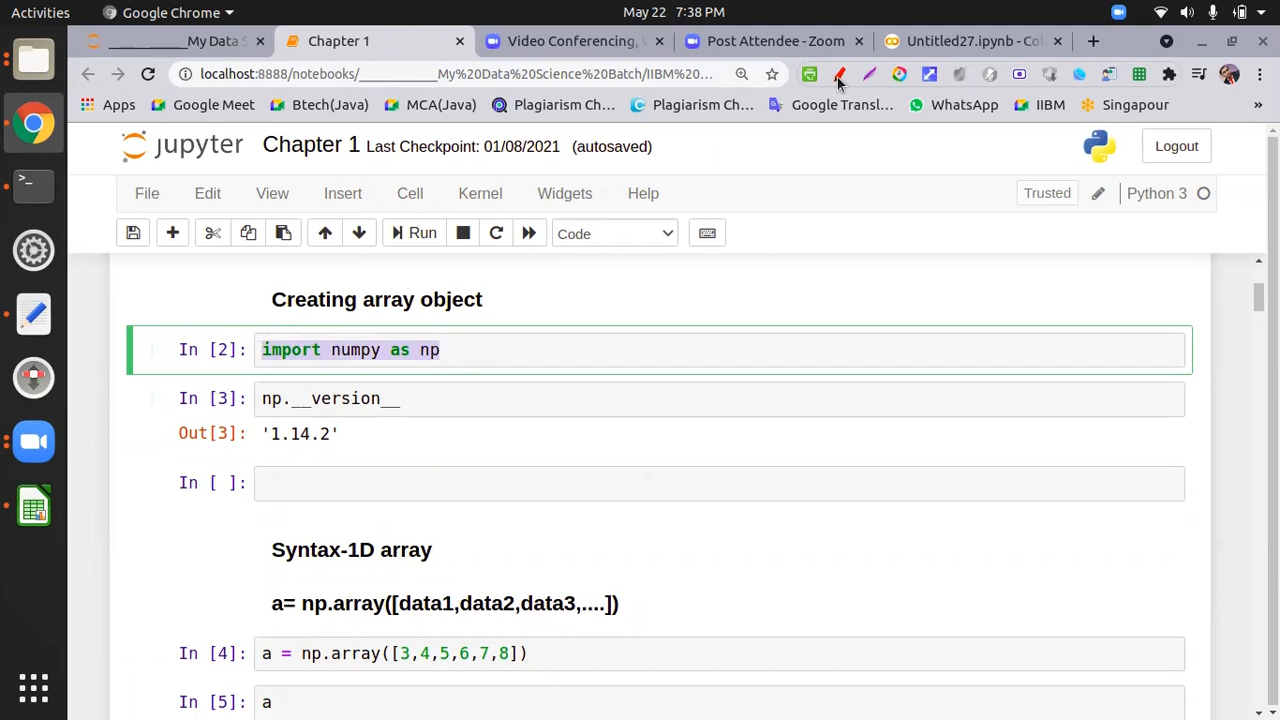 Activities Google Chrome May 22 7:38 PM
___________My Data S Chapter 1 Video Conferencing, Post Attendee - Zoom Untitled27.ipynb - Co
localhost:8888/notebooks/__________My%20Data%20Science%20Batch/IIBM%20...
Apps Google Meet Btech(Java) MCA(Java) Plagiarism Ch... Plagiarism Ch... Google Transl... WhatsApp IIBM Singapour »
jupyter Chapter 1 Last Checkpoint: 01/08/2021 (autosaved) Logout
File Edit View Insert Cell Kernel Widgets Help Trusted Python 3
Run Code
Creating array object
In [2]: import numpy as np
In [3]: np.__version__
Out[3]: '1.14.2'
In [ ]:
Syntax-1D array
a= np.array([data1,data2,data3,....])
In [4]: a = np.array([3,4,5,6,7,8])
In [5]: a